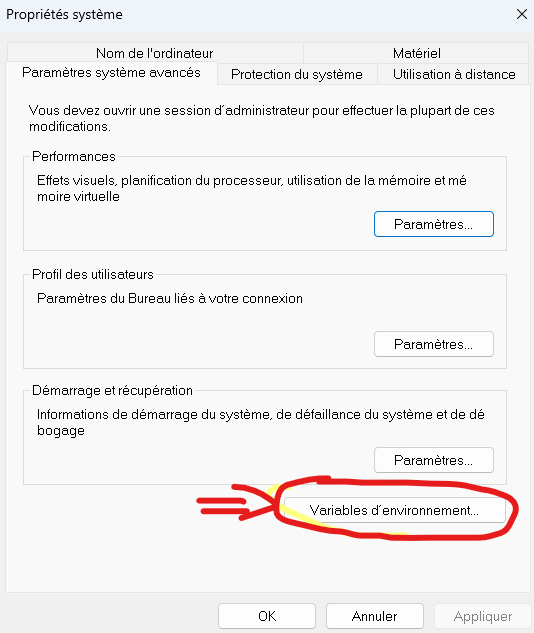 Propriétés système
Nom de l'ordinateur
Matériel
Paramètres système avancés
Protection du système
Utilisation à distance
Vous devez ouvrir une session d'administrateur pour effectuer la plupart de ces
modifications.
Performances
Effets visuels, planification du processeur, utilisation de la mémoire et mé
moire virtuelle
Paramètres...
Profil des utilisateurs
Paramètres du Bureau liés à votre connexion
Paramètres...
Démarrage et récupération
Informations de démarrage du système, de défaillance du système et de dé
bogage
Paramètres...
Variables d'environnement...
OK
Annuler
Appliquer